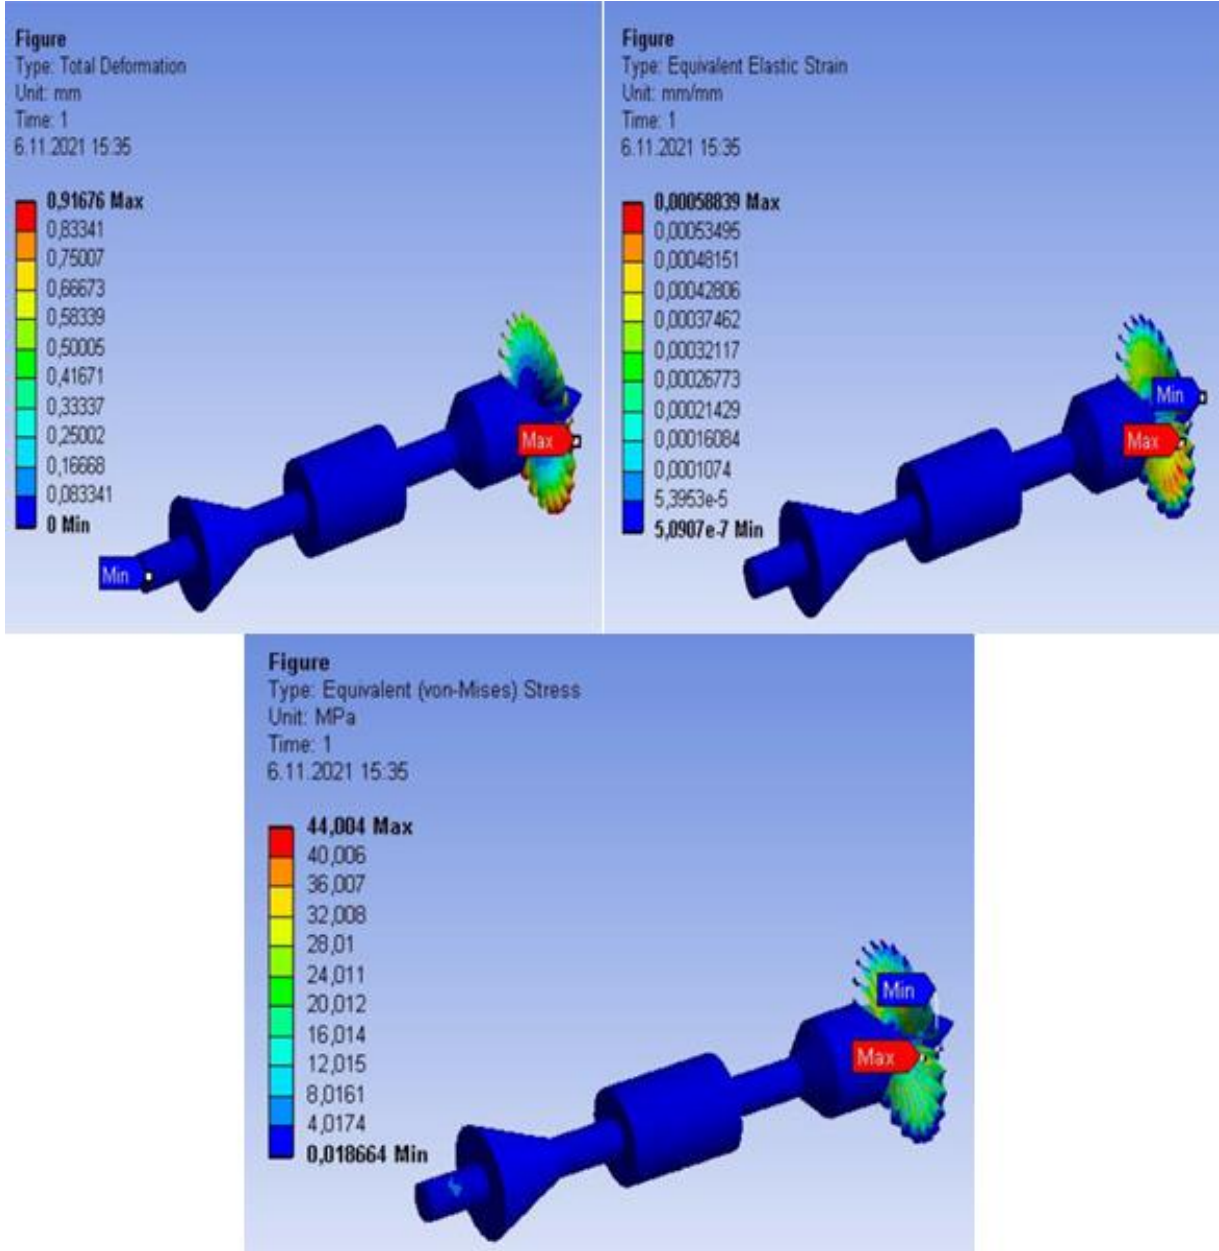 Figure
Type: Total Deformation
Unit: mm
Time: 1
6.11.2021 15:35
0,91676 Max
0,83341
0,75007
0,66673
0,58339
0,50005
0,41671
0,33337
0,25002
0,16668
0,083341
0 Min
Max
Min
Figure
Type: Equivalent Elastic Strain
Unit: mm/mm
Time: 1
6.11.2021 15:35
0,00058839 Max
0,00053495
0,00048151
0,00042806
0,00037462
0,00032117
0,00026773
0,00021429
0,00016084
0,0001074
5,3953e-5
5,0907e-7 Min
Min
Max
Figure
Type: Equivalent (von-Mises) Stress
Unit: MPa
Time: 1
6.11.2021 15:35
44,004 Max
40,006
36,007
32,008
28,01
24,011
20,012
16,014
12,015
8,0161
4,0174
0,018664 Min
Min
Max